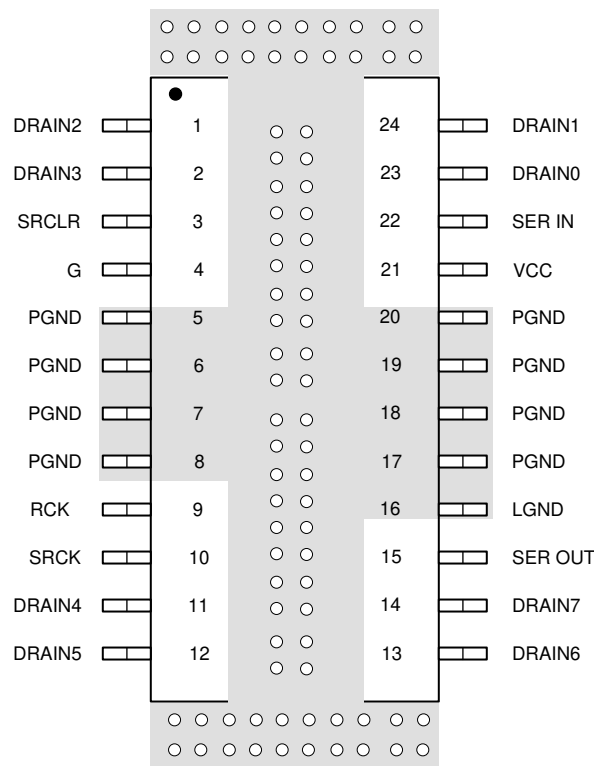 DRAIN2 1 24 DRAIN1
DRAIN3 2 23 DRAIN0
SRCLR 3 22 SER IN
G 4 21 VCC
PGND 5 20 PGND
PGND 6 19 PGND
PGND 7 18 PGND
PGND 8 17 PGND
RCK 9 16 LGND
SRCK 10 15 SER OUT
DRAIN4 11 14 DRAIN7
DRAIN5 12 13 DRAIN6